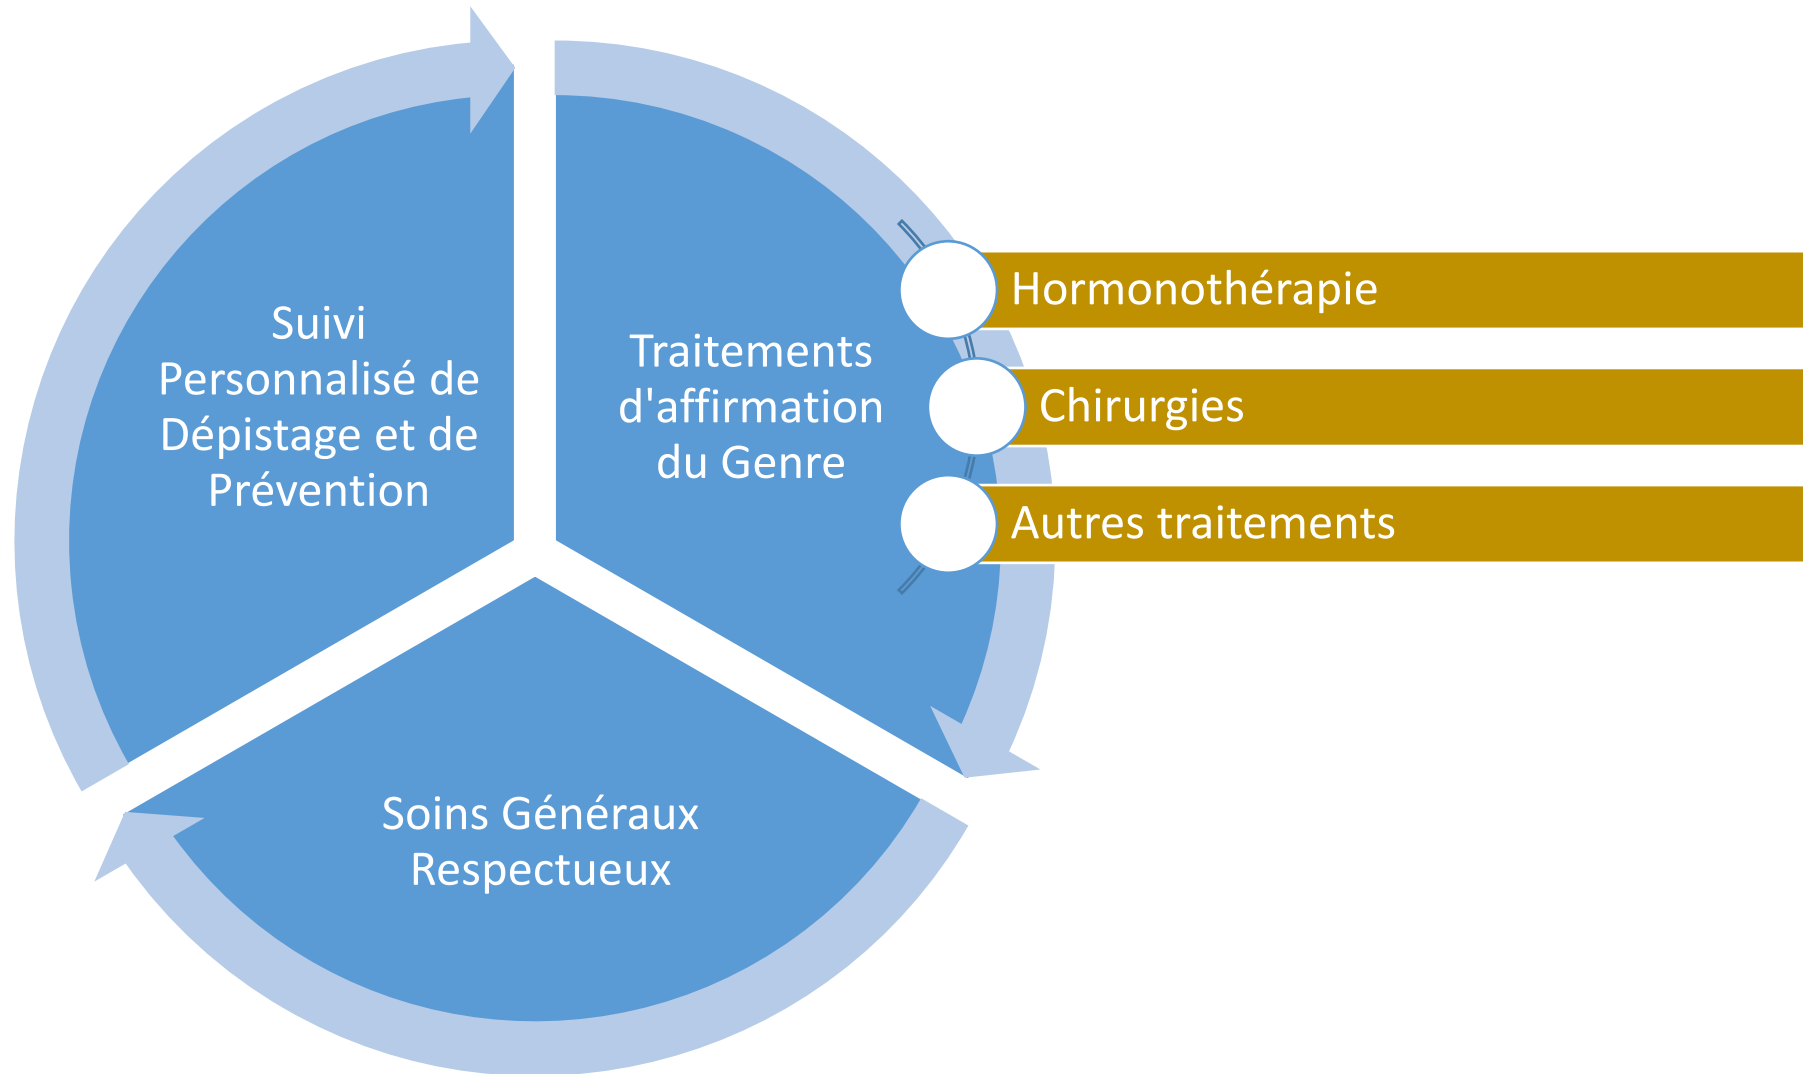 Suivi
Personnalisé de
Dépistage et de
Prévention
Traitements
d'affirmation
du Genre
Hormonothérapie
Chirurgies
Autres traitements
Soins Généraux
Respectueux